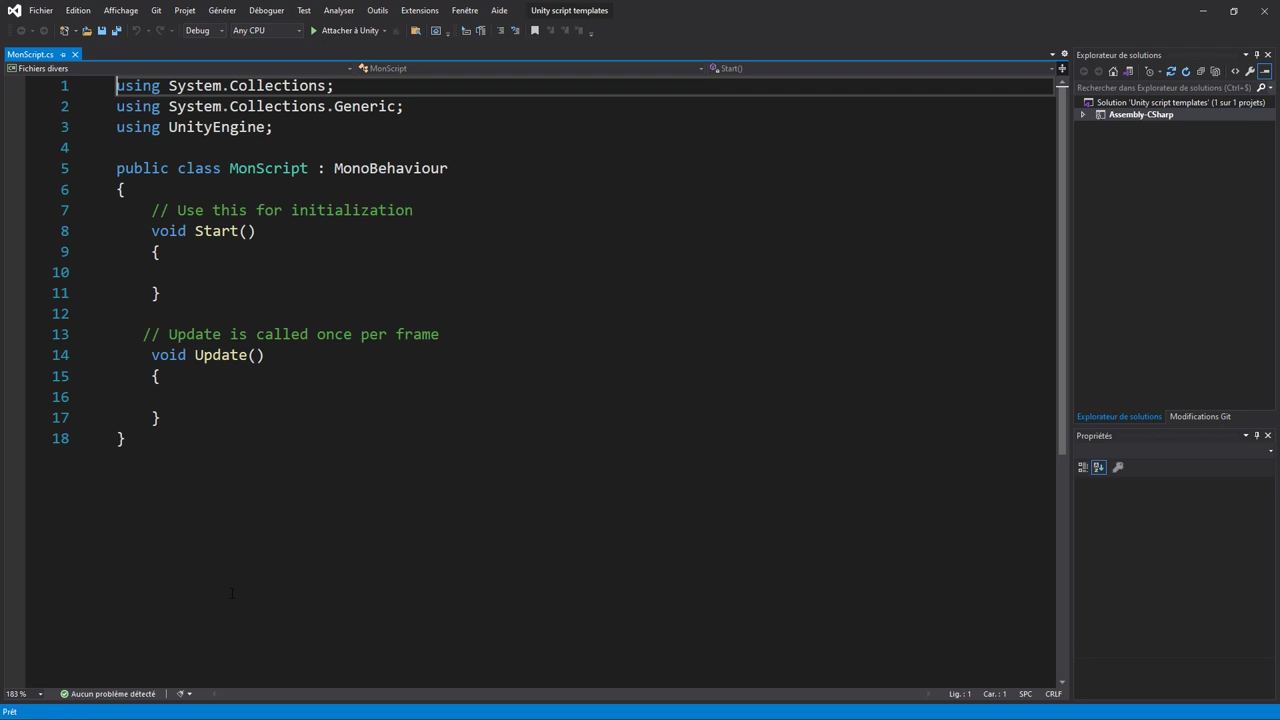 Fichier Edition Affichage Git Projet Générer Déboguer Test Analyser Outils Extensions Fenêtre Aide Unity script templates
Debug Any CPU Attacher à Unity
MonScript.cs
Fichiers divers MonScript Start()
1 using System.Collections;
2 using System.Collections.Generic;
3 using UnityEngine;
4
5 public class MonScript : MonoBehaviour
6 {
7 // Use this for initialization
8 void Start()
9 {
10
11 }
12
13 // Update is called once per frame
14 void Update()
15 {
16
17 }
18 }
183 % Aucun problème détecté Lig. : 1 Car. : 1 SPC CRLF
Prêt
Explorateur de solutions
Rechercher dans Explorateur de solutions (Ctrl+$)
Solution 'Unity script templates' (1 sur 1 projets)
Assembly-CSharp
Explorateur de solutions Modifications Git
Propriétés